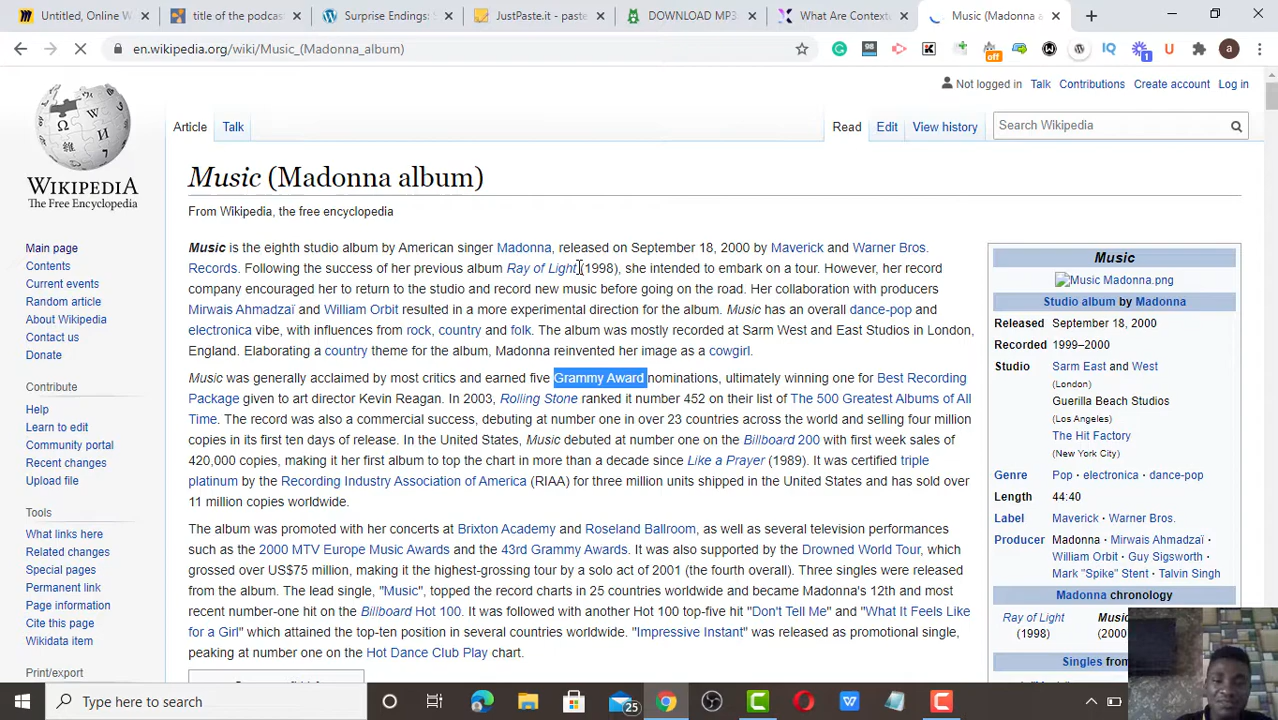 Untitled, Online W
title of the podcas
Surprise Endings:
JustPaste.it - paste
DOWNLOAD MP3
What Are Context
Music (Madonna a
en.wikipedia.org/wiki/Music_(Madonna_album)
98
off
IQ
1
U
a
Not logged in Talk Contributions Create account Log in
Article Talk Read Edit View history Search Wikipedia
WIKIPEDIA
The Free Encyclopedia
Main page
Contents
Current events
Random article
About Wikipedia
Contact us
Donate
Contribute
Help
Learn to edit
Community portal
Recent changes
Upload file
Tools
What links here
Related changes
Special pages
Permanent link
Page information
Cite this page
Wikidata item
Print/export
Music (Madonna album)
From Wikipedia, the free encyclopedia
Music is the eighth studio album by American singer Madonna, released on September 18, 2000 by Maverick and Warner Bros.
Records. Following the success of her previous album Ray of Light (1998), she intended to embark on a tour. However, her record
company encouraged her to return to the studio and record new music before going on the road. Her collaboration with producers
Mirwais Ahmadzaï and William Orbit resulted in a more experimental direction for the album. Music has an overall dance-pop and
electronica vibe, with influences from rock, country and folk. The album was mostly recorded at Sarm West and East Studios in London,
England. Elaborating a country theme for the album, Madonna reinvented her image as a cowgirl.
Music was generally acclaimed by most critics and earned five Grammy Award nominations, ultimately winning one for Best Recording
Package given to art director Kevin Reagan. In 2003, Rolling Stone ranked it number 452 on their list of The 500 Greatest Albums of All
Time. The record was also a commercial success, debuting at number one in over 23 countries across the world and selling four million
copies in its first ten days of release. In the United States, Music debuted at number one on the Billboard 200 with first week sales of
420,000 copies, making it her first album to top the chart in more than a decade since Like a Prayer (1989). It was certified triple
platinum by the Recording Industry Association of America (RIAA) for three million units shipped in the United States and has sold over
11 million copies worldwide.
The album was promoted with her concerts at Brixton Academy and Roseland Ballroom, as well as several television performances
such as the 2000 MTV Europe Music Awards and the 43rd Grammy Awards. It was also supported by the Drowned World Tour, which
grossed over US$75 million, making it the highest-grossing tour by a solo act of 2001 (the fourth overall). Three singles were released
from the album. The lead single, "Music", topped the record charts in 25 countries worldwide and became Madonna's 12th and most
recent number-one hit on the Billboard Hot 100. It was followed with another Hot 100 top-five hit "Don't Tell Me" and "What It Feels Like
for a Girl" which attained the top-ten position in several countries worldwide. "Impressive Instant" was released as promotional single,
peaking at number one on the Hot Dance Club Play chart.
Music
Music Madonna.png
Studio album by Madonna
Released September 18, 2000
Recorded 1999–2000
Studio Sarm East and West
(London)
Guerilla Beach Studios
(Los Angeles)
The Hit Factory
(New York City)
Genre Pop · electronica · dance-pop
Length 44:40
Label Maverick · Warner Bros.
Producer Madonna · Mirwais Ahmadzaï ·
William Orbit · Guy Sigsworth ·
Mark "Spike" Stent · Talvin Singh
Madonna chronology
Ray of Light Music
(1998) (2000)
Singles from
Type here to search
25